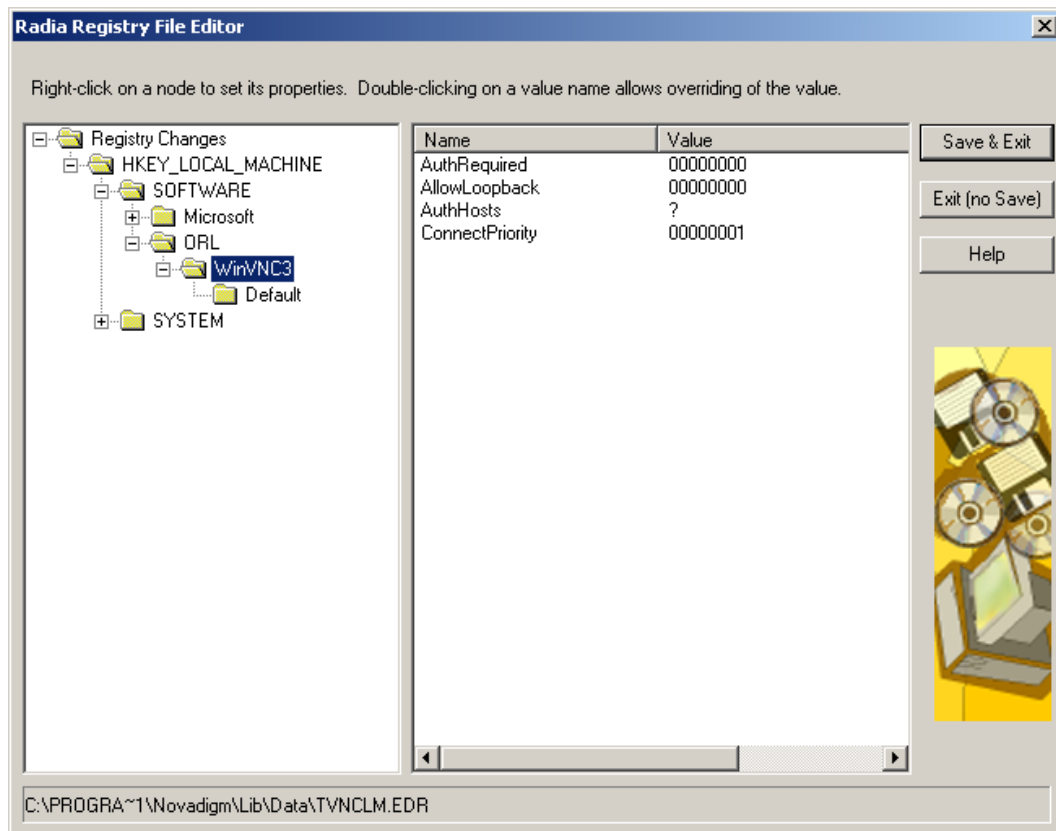 Radia Registry File Editor
Right-click on a node to set its properties.  Double-clicking on a value name allows overriding of the value.
Registry Changes
HKEY_LOCAL_MACHINE
SOFTWARE
Microsoft
ORL
WinVNC3
Default
SYSTEM
Name Value
AuthRequired 00000000
AllowLoopback 00000000
AuthHosts ?
ConnectPriority 00000001
Save & Exit
Exit (no Save)
Help
C:\PROGRA~1\Novadigm\Lib\Data\TVNCLM.EDR